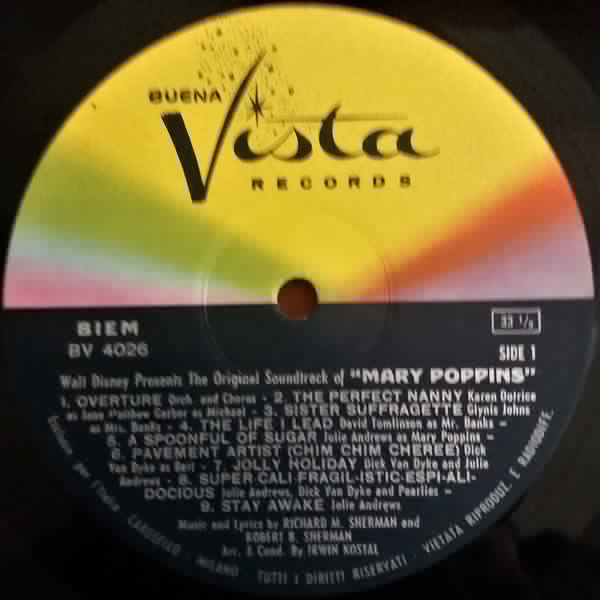 BUENA
Vista
RECORDS
BIEM
BV 4026
33 1/3
SIDE 1
Walt Disney Presents The Original Soundtrack of "MARY POPPINS"
1. OVERTURE Orch. and Chorus - 2. THE PERFECT NANNY Karen Dotrice
as Jane Matthew Garber as Michael - 3. SISTER SUFFRAGETTE Glynis Johns
as Mrs. Banks - 4. THE LIFE I LEAD David Tomlinson as Mr. Banks -
5. A SPOONFUL OF SUGAR Julie Andrews as Mary Poppins -
6. PAVEMENT ARTIST (CHIM CHIM CHEREE) Dick
Van Dyke as Bert - 7. JOLLY HOLIDAY Dick Van Dyke and Julie
Andrews - 8. SUPER-CALI-FRAGIL-ISTIC-ESPI-ALI-
DOCIOUS Julie Andrews, Dick Van Dyke and Pearlies -
9. STAY AWAKE Julie Andrews
Music and Lyrics by RICHARD M. SHERMAN and
ROBERT B. SHERMAN
Arr. & Cond. By IRWIN KOSTAL
Esclusiva per l'Italia CAROSELLO MILANO - TUTTI I DIRITTI RISERVATI - VIETATA RIPRODUZ. E RADIODIFF.